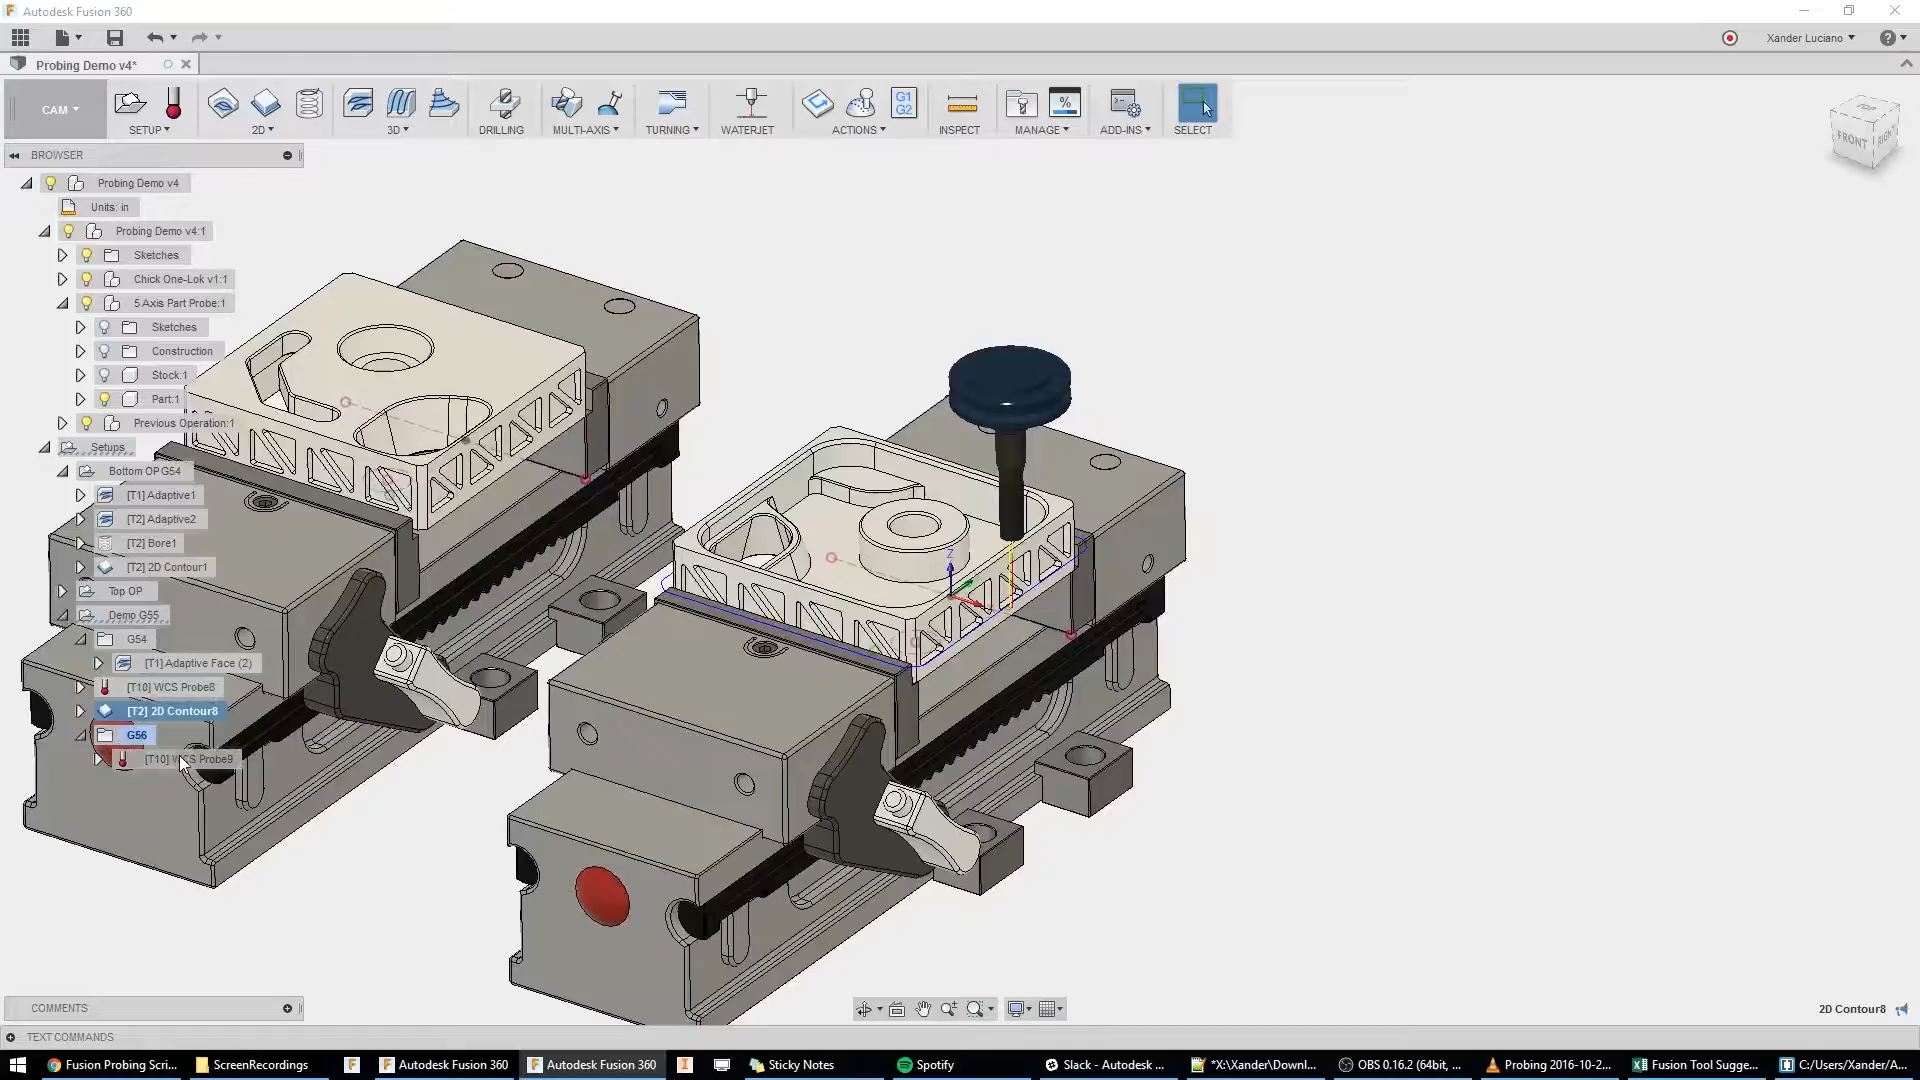 Autodesk Fusion 360
Xander Luciano
Probing Demo v4*
CAM
SETUP
2D
3D
DRILLING
MULTI-AXIS
TURNING
WATERJET
G1
G2
ACTIONS
INSPECT
MANAGE
ADD-INS
SELECT
TOP
FRONT
RIGHT
BROWSER
Probing Demo v4
Units: in
Probing Demo v4:1
Sketches
Chick One-Lok v1:1
5 Axis Part Probe:1
Sketches
Construction
Stock:1
Part:1
Previous Operation:1
Setups
Bottom OP G54
[T1] Adaptive1
[T2] Adaptive2
[T2] Bore1
[T2] 2D Contour1
Top OP
Demo G55
G54
[T1] Adaptive Face (2)
[T10] WCS Probe8
[T2] 2D Contour8
G56
[T10] WCS Probe9
Z
COMMENTS
2D Contour8
TEXT COMMANDS
Fusion Probing Scri...
ScreenRecordings
Autodesk Fusion 360
Autodesk Fusion 360
Sticky Notes
Spotify
Slack - Autodesk ...
*X:\Xander\Downl...
OBS 0.16.2 (64bit, ...
Probing 2016-10-2...
Fusion Tool Sugge...
C:/Users/Xander/A...